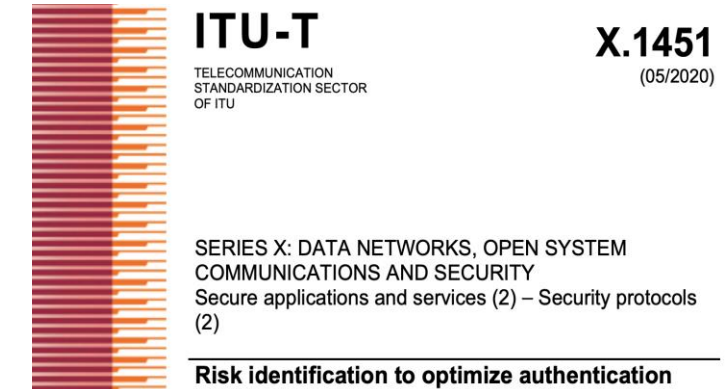 ITU-T
X.1451
TELECOMMUNICATION
STANDARDIZATION SECTOR
OF ITU
(05/2020)
SERIES X: DATA NETWORKS, OPEN SYSTEM
COMMUNICATIONS AND SECURITY
Secure applications and services (2) – Security protocols
(2)
Risk identification to optimize authentication